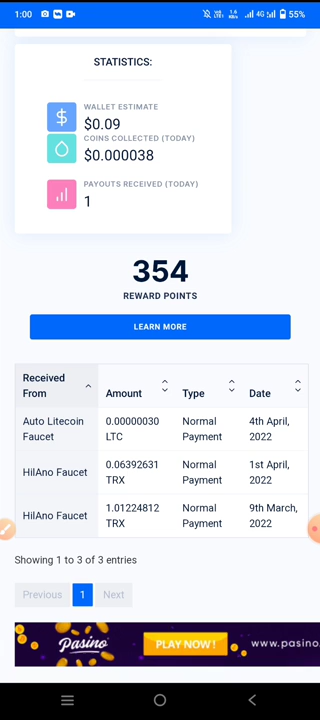 1:00
4G
55%
STATISTICS:
WALLET ESTIMATE
$0.09
COINS COLLECTED (TODAY)
$0.000038
PAYOUTS RECEIVED (TODAY)
1
354
REWARD POINTS
LEARN MORE
Received From Amount Type Date
Auto Litecoin Faucet 0.00000030 LTC Normal Payment 4th April, 2022
HilAno Faucet 0.06392631 TRX Normal Payment 1st April, 2022
HilAno Faucet 1.01224812 TRX Normal Payment 9th March, 2022
Showing 1 to 3 of 3 entries
Previous 1 Next
Pasino PLAY NOW! www.pasino.